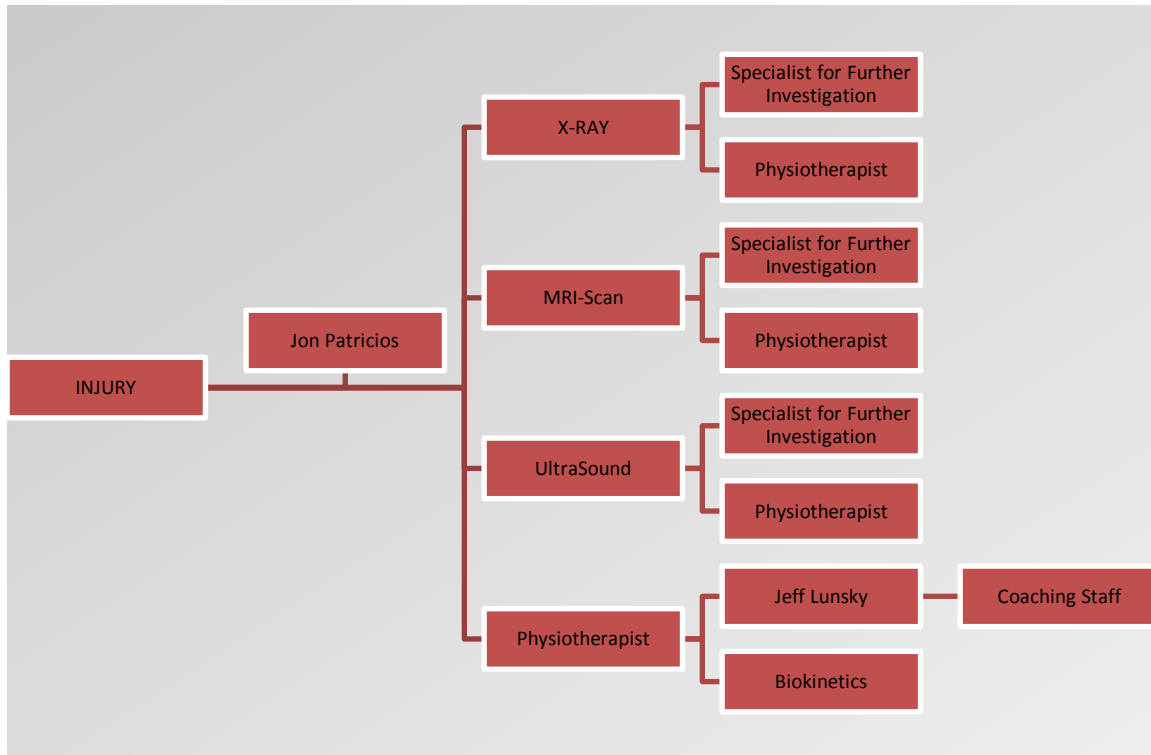 Specialist for Further
Investigation
X-RAY
Physiotherapist
Specialist for Further
Investigation
MRI-Scan
Physiotherapist
Jon Patricios
INJURY
Specialist for Further
Investigation
UltraSound
Physiotherapist
Jeff Lunsky
Coaching Staff
Physiotherapist
Biokinetics